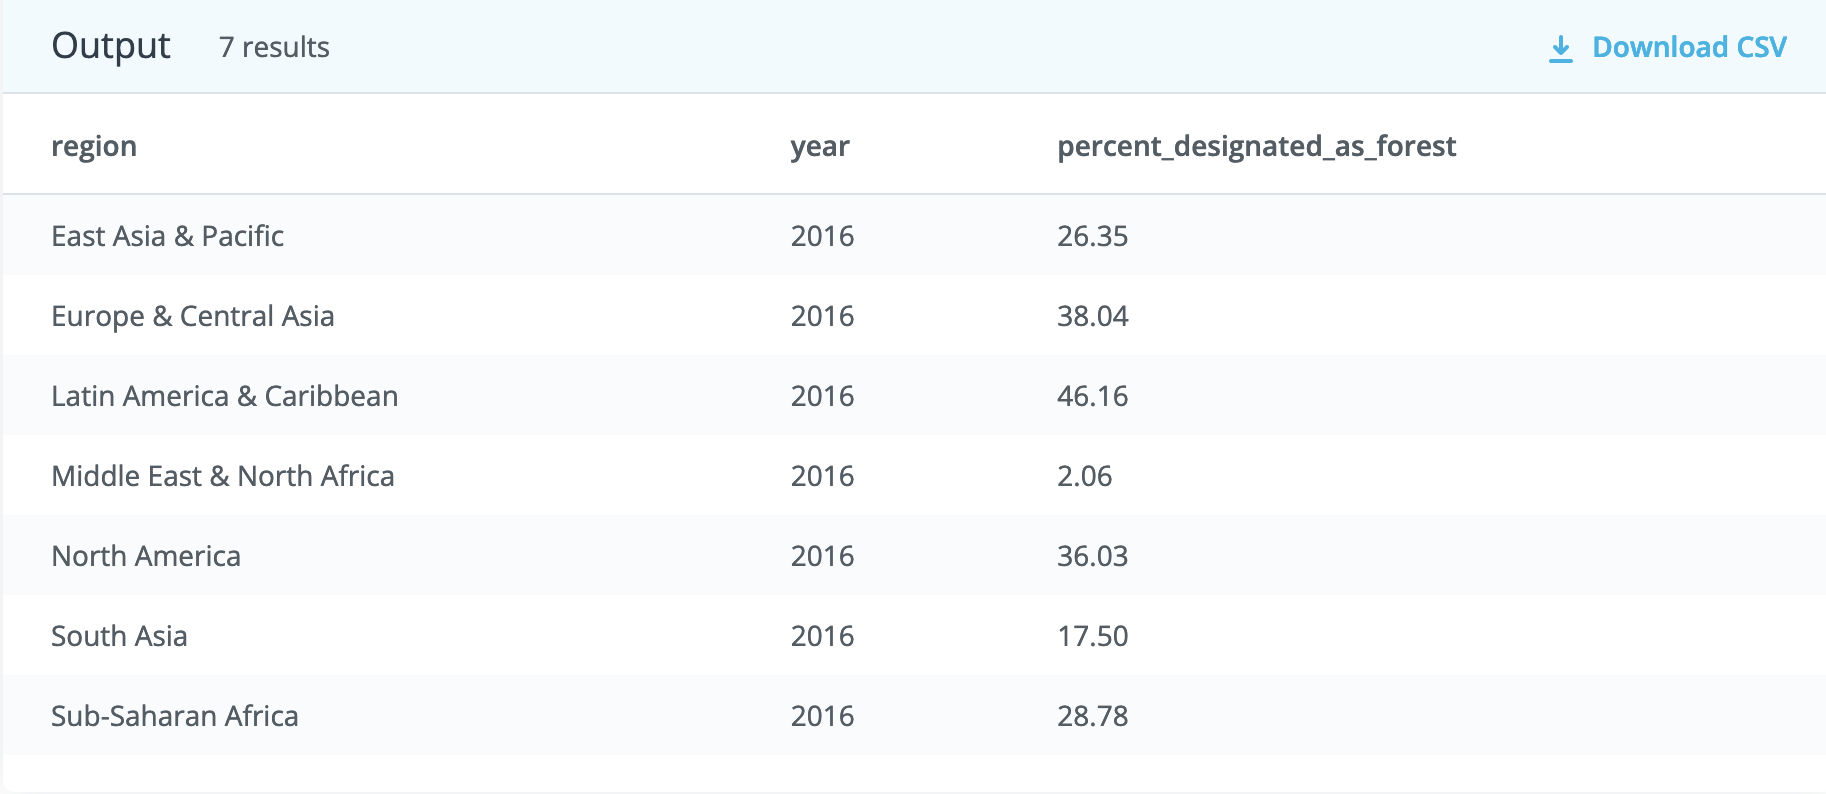 Output 7 results Download CSV
region year percent_designated_as_forest
East Asia & Pacific 2016 26.35
Europe & Central Asia 2016 38.04
Latin America & Caribbean 2016 46.16
Middle East & North Africa 2016 2.06
North America 2016 36.03
South Asia 2016 17.50
Sub-Saharan Africa 2016 28.78